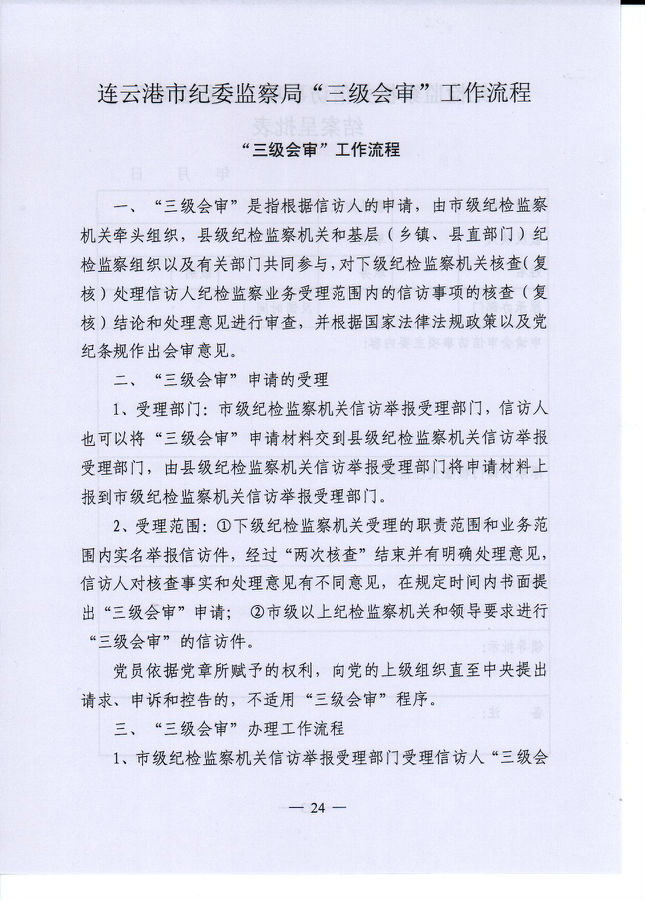 连云港市纪委监察局“三级会审”工作流程
“三级会审”工作流程
一、“三级会审”是指根据信访人的申请，由市级纪检监察
机关牵头组织，县级纪检监察机关和基层（乡镇、县直部门）纪
检监察组织以及有关部门共同参与，对下级纪检监察机关核查（复
核）处理信访人纪检监察业务受理范围内的信访事项的核查（复
核）结论和处理意见进行审查，并根据国家法律法规政策以及党
纪条规作出会审意见。
二、“三级会审”申请的受理
1、受理部门：市级纪检监察机关信访举报受理部门，信访人
也可以将“三级会审”申请材料交到县级纪检监察机关信访举报
受理部门，由县级纪检监察机关信访举报受理部门将申请材料上
报到市级纪检监察机关信访举报受理部门。
2、受理范围：①下级纪检监察机关受理的职责范围和业务范
围内实名举报信访件，经过“两次核查”结束并有明确处理意见，
信访人对核查事实和处理意见有不同意见，在规定时间内书面提
出“三级会审”申请； ②市级以上纪检监察机关和领导要求进行
“三级会审”的信访件。
党员依据党章所赋予的权利，向党的上级组织直至中央提出
请求、申诉和控告的，不适用“三级会审”程序。
三、“三级会审”办理工作流程
1、市级纪检监察机关信访举报受理部门受理信访人“三级会
— 24 —